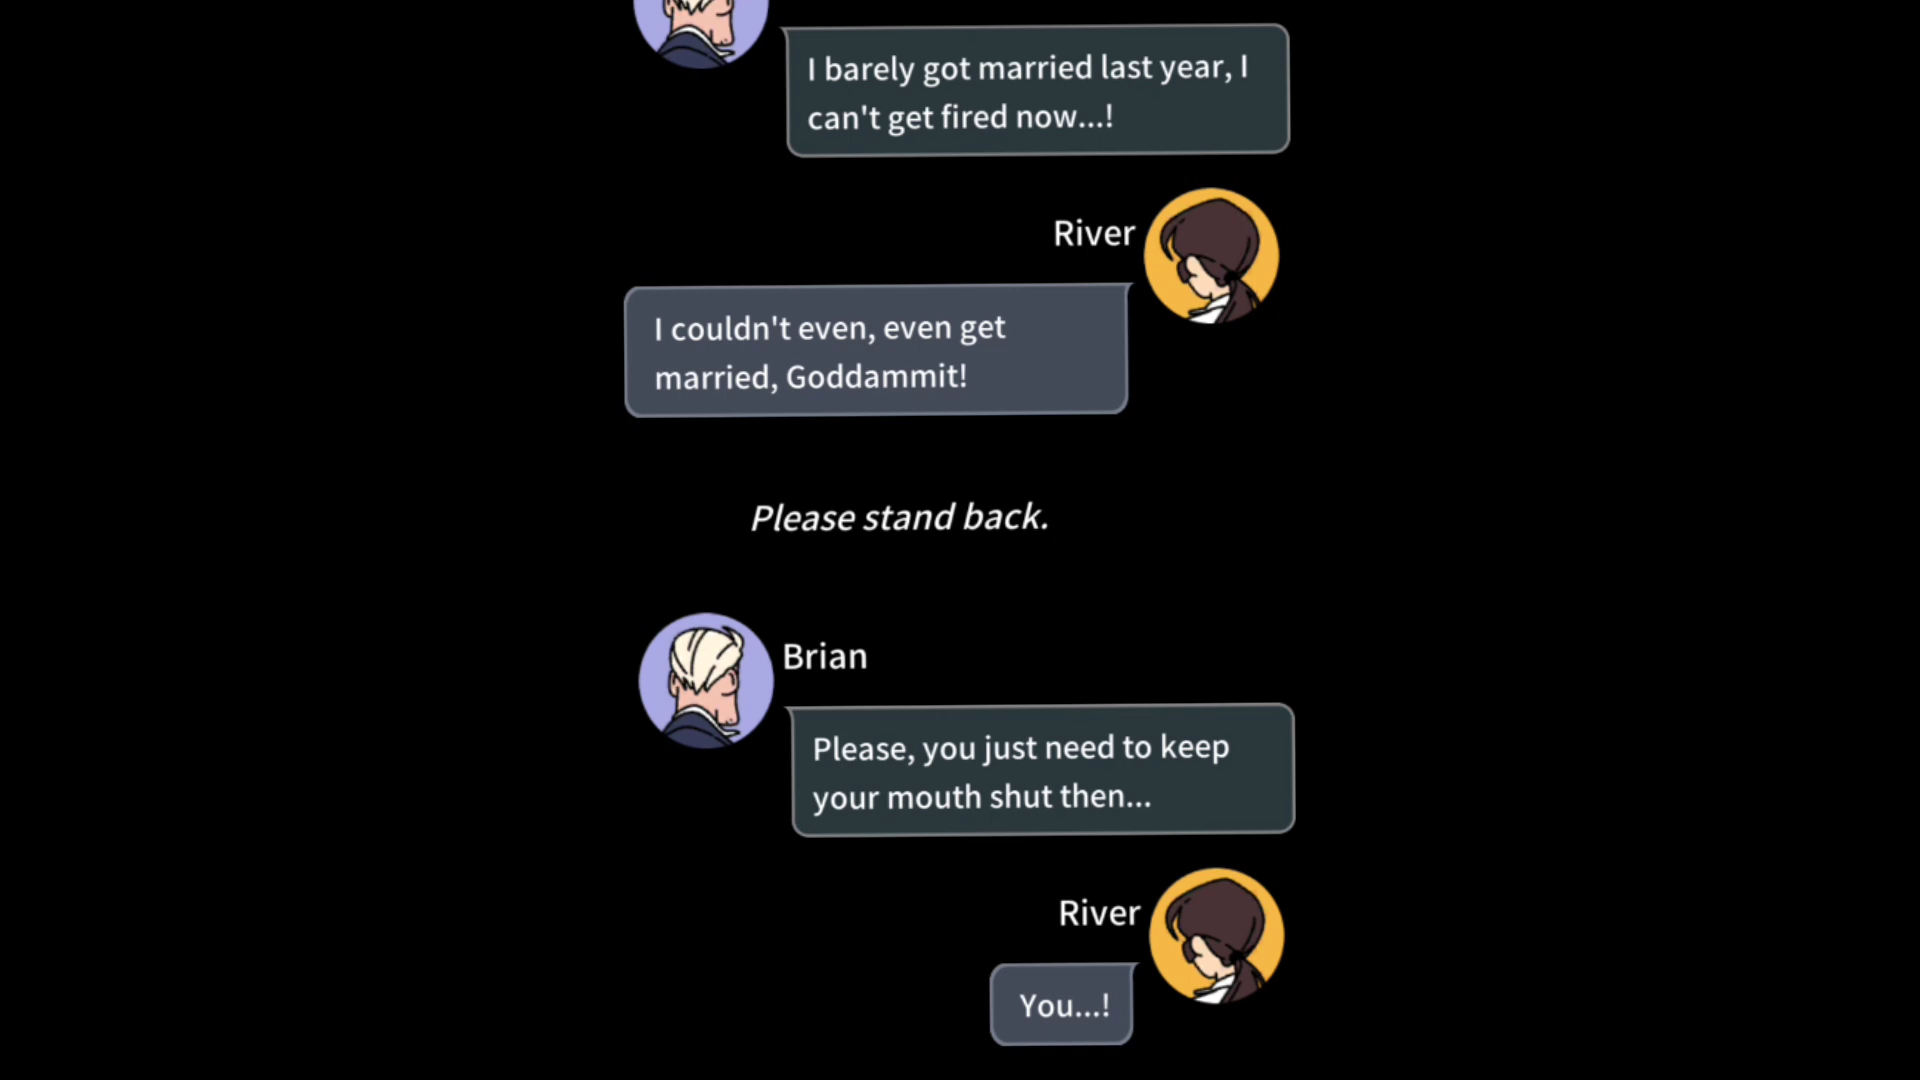 I barely got married last year, I
can't get fired now...!
River
I couldn't even, even get
married, Goddammit!
Please stand back.
Brian
Please, you just need to keep
your mouth shut then...
River
You...!